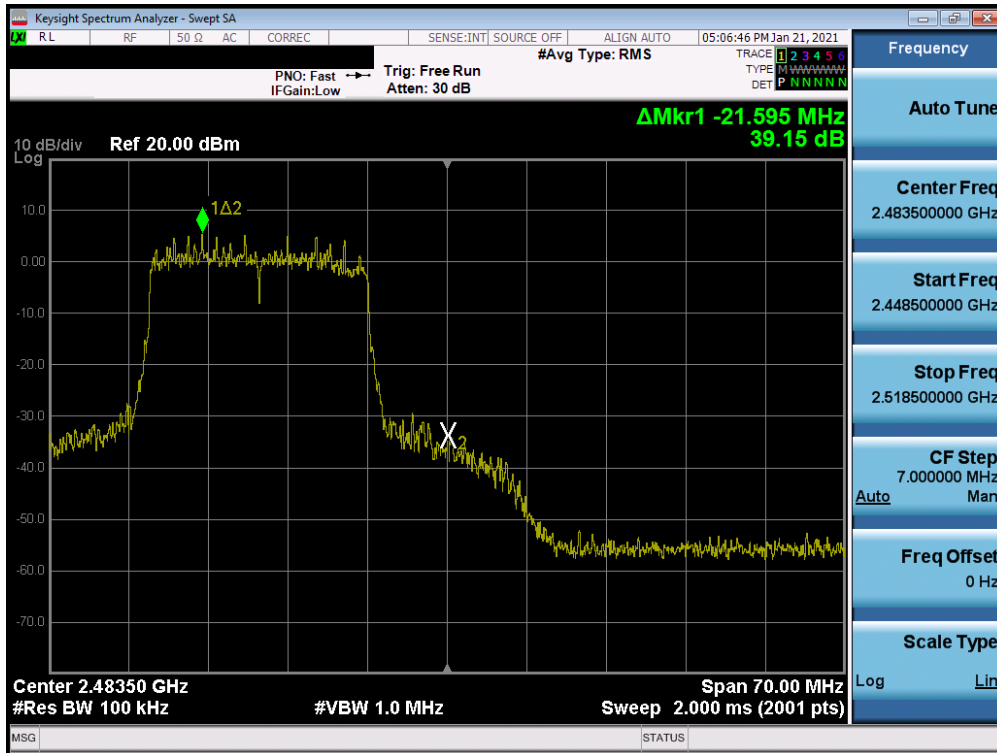 Keysight Spectrum Analyzer - Swept SA
LXI RL RF 50 Ω AC CORREC SENSE:INT SOURCE OFF ALIGN AUTO 05:06:46 PM Jan 21, 2021
#Avg Type: RMS
PNO: Fast
IFGain:Low
Trig: Free Run
Atten: 30 dB
TRACE 1 2 3 4 5 6
TYPE M WWWWW
DET P N N N N N
ΔMkr1 -21.595 MHz
39.15 dB
10 dB/div
Log
Ref 20.00 dBm
10.0
0.00
-10.0
-20.0
-30.0
-40.0
-50.0
-60.0
-70.0
1Δ2
X2
Center 2.48350 GHz
Span 70.00 MHz
#Res BW 100 kHz
#VBW 1.0 MHz
Sweep 2.000 ms (2001 pts)
MSG
STATUS
Frequency
Auto Tune
Center Freq
2.483500000 GHz
Start Freq
2.448500000 GHz
Stop Freq
2.518500000 GHz
CF Step
7.000000 MHz
Auto Man
Freq Offset
0 Hz
Scale Type
Log Lin